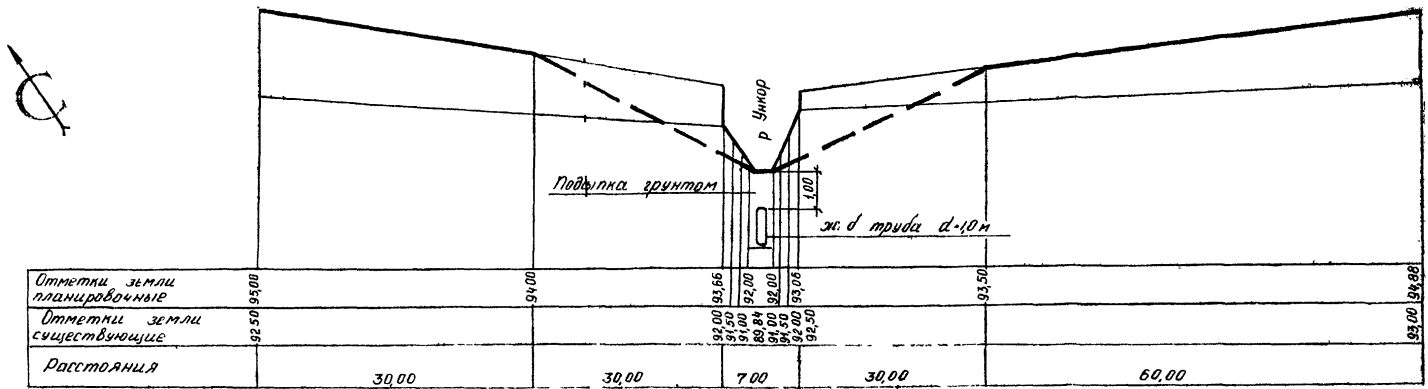 С
р Ункор
Подсыпка грунтом
1,00
ж.б труба d=1,0 м
Отметки земли
планировочные
95,00 94,00 93,66 92,00 92,00 93,06 93,50 94,88
Отметки земли
существующие
92 50 92,00 91,50 91,00 89,84 91,00 91,50 92 00 92,50 93,00
Расстояния
30,00 30,00 7 00 30,00 60,00